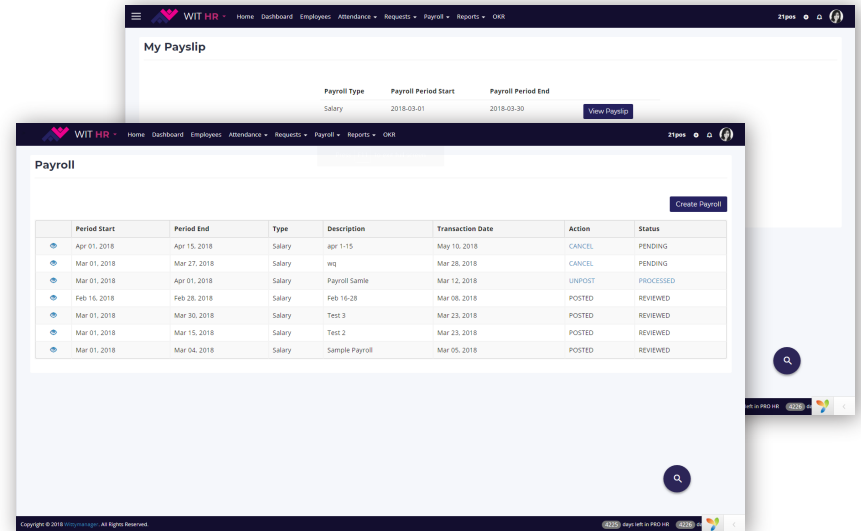 WIT HR Home Dashboard Employees Attendance Requests Payroll Reports OKR 21pos
My Payslip
Payroll Type Payroll Period Start Payroll Period End
Salary 2018-03-01 2018-03-30 View Payslip
WIT HR Home Dashboard Employees Attendance Requests Payroll Reports OKR 21pos
Payroll
Create Payroll
Period Start Period End Type Description Transaction Date Action Status
Apr 01, 2018 Apr 15, 2018 Salary apr 1-15 May 10, 2018 CANCEL PENDING
Mar 01, 2018 Mar 27, 2018 Salary wq Mar 28, 2018 CANCEL PENDING
Mar 01, 2018 Apr 01, 2018 Salary Payroll Samle Mar 12, 2018 UNPOST PROCESSED
Feb 16, 2018 Feb 28, 2018 Salary Feb 16-28 Mar 08, 2018 POSTED REVIEWED
Mar 01, 2018 Mar 30, 2018 Salary Test 3 Mar 23, 2018 POSTED REVIEWED
Mar 01, 2018 Mar 15, 2018 Salary Test 2 Mar 23, 2018 POSTED REVIEWED
Mar 01, 2018 Mar 04, 2018 Salary Sample Payroll Mar 05, 2018 POSTED REVIEWED
left in PRO HR 4226
Copyright © 2018 Wittymanager. All Rights Reserved. 4225 days left in PRO HR 4226